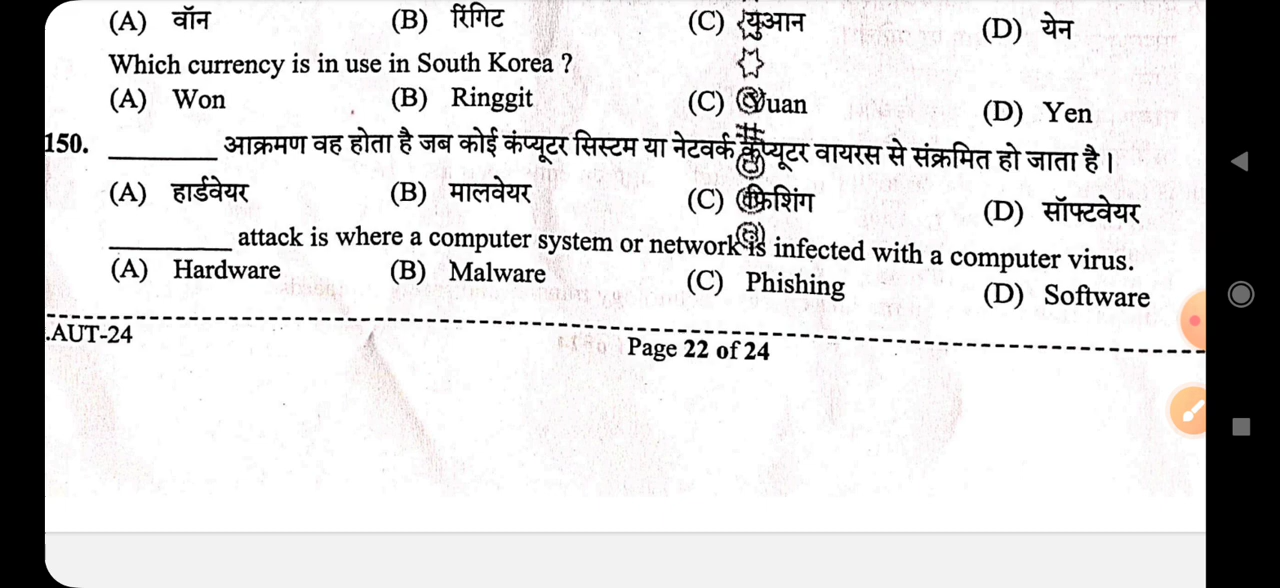 (A) वॉन (B) रिंगिट (C) युआन (D) येन
Which currency is in use in South Korea ?
(A) Won (B) Ringgit (C) Yuan (D) Yen
150. ________ आक्रमण वह होता है जब कोई कंप्यूटर सिस्टम या नेटवर्क कंप्यूटर वायरस से संक्रमित हो जाता है।
(A) हार्डवेयर (B) मालवेयर (C) फिशिंग (D) सॉफ्टवेयर
________ attack is where a computer system or network is infected with a computer virus.
(A) Hardware (B) Malware (C) Phishing (D) Software
.AUT-24
Page 22 of 24